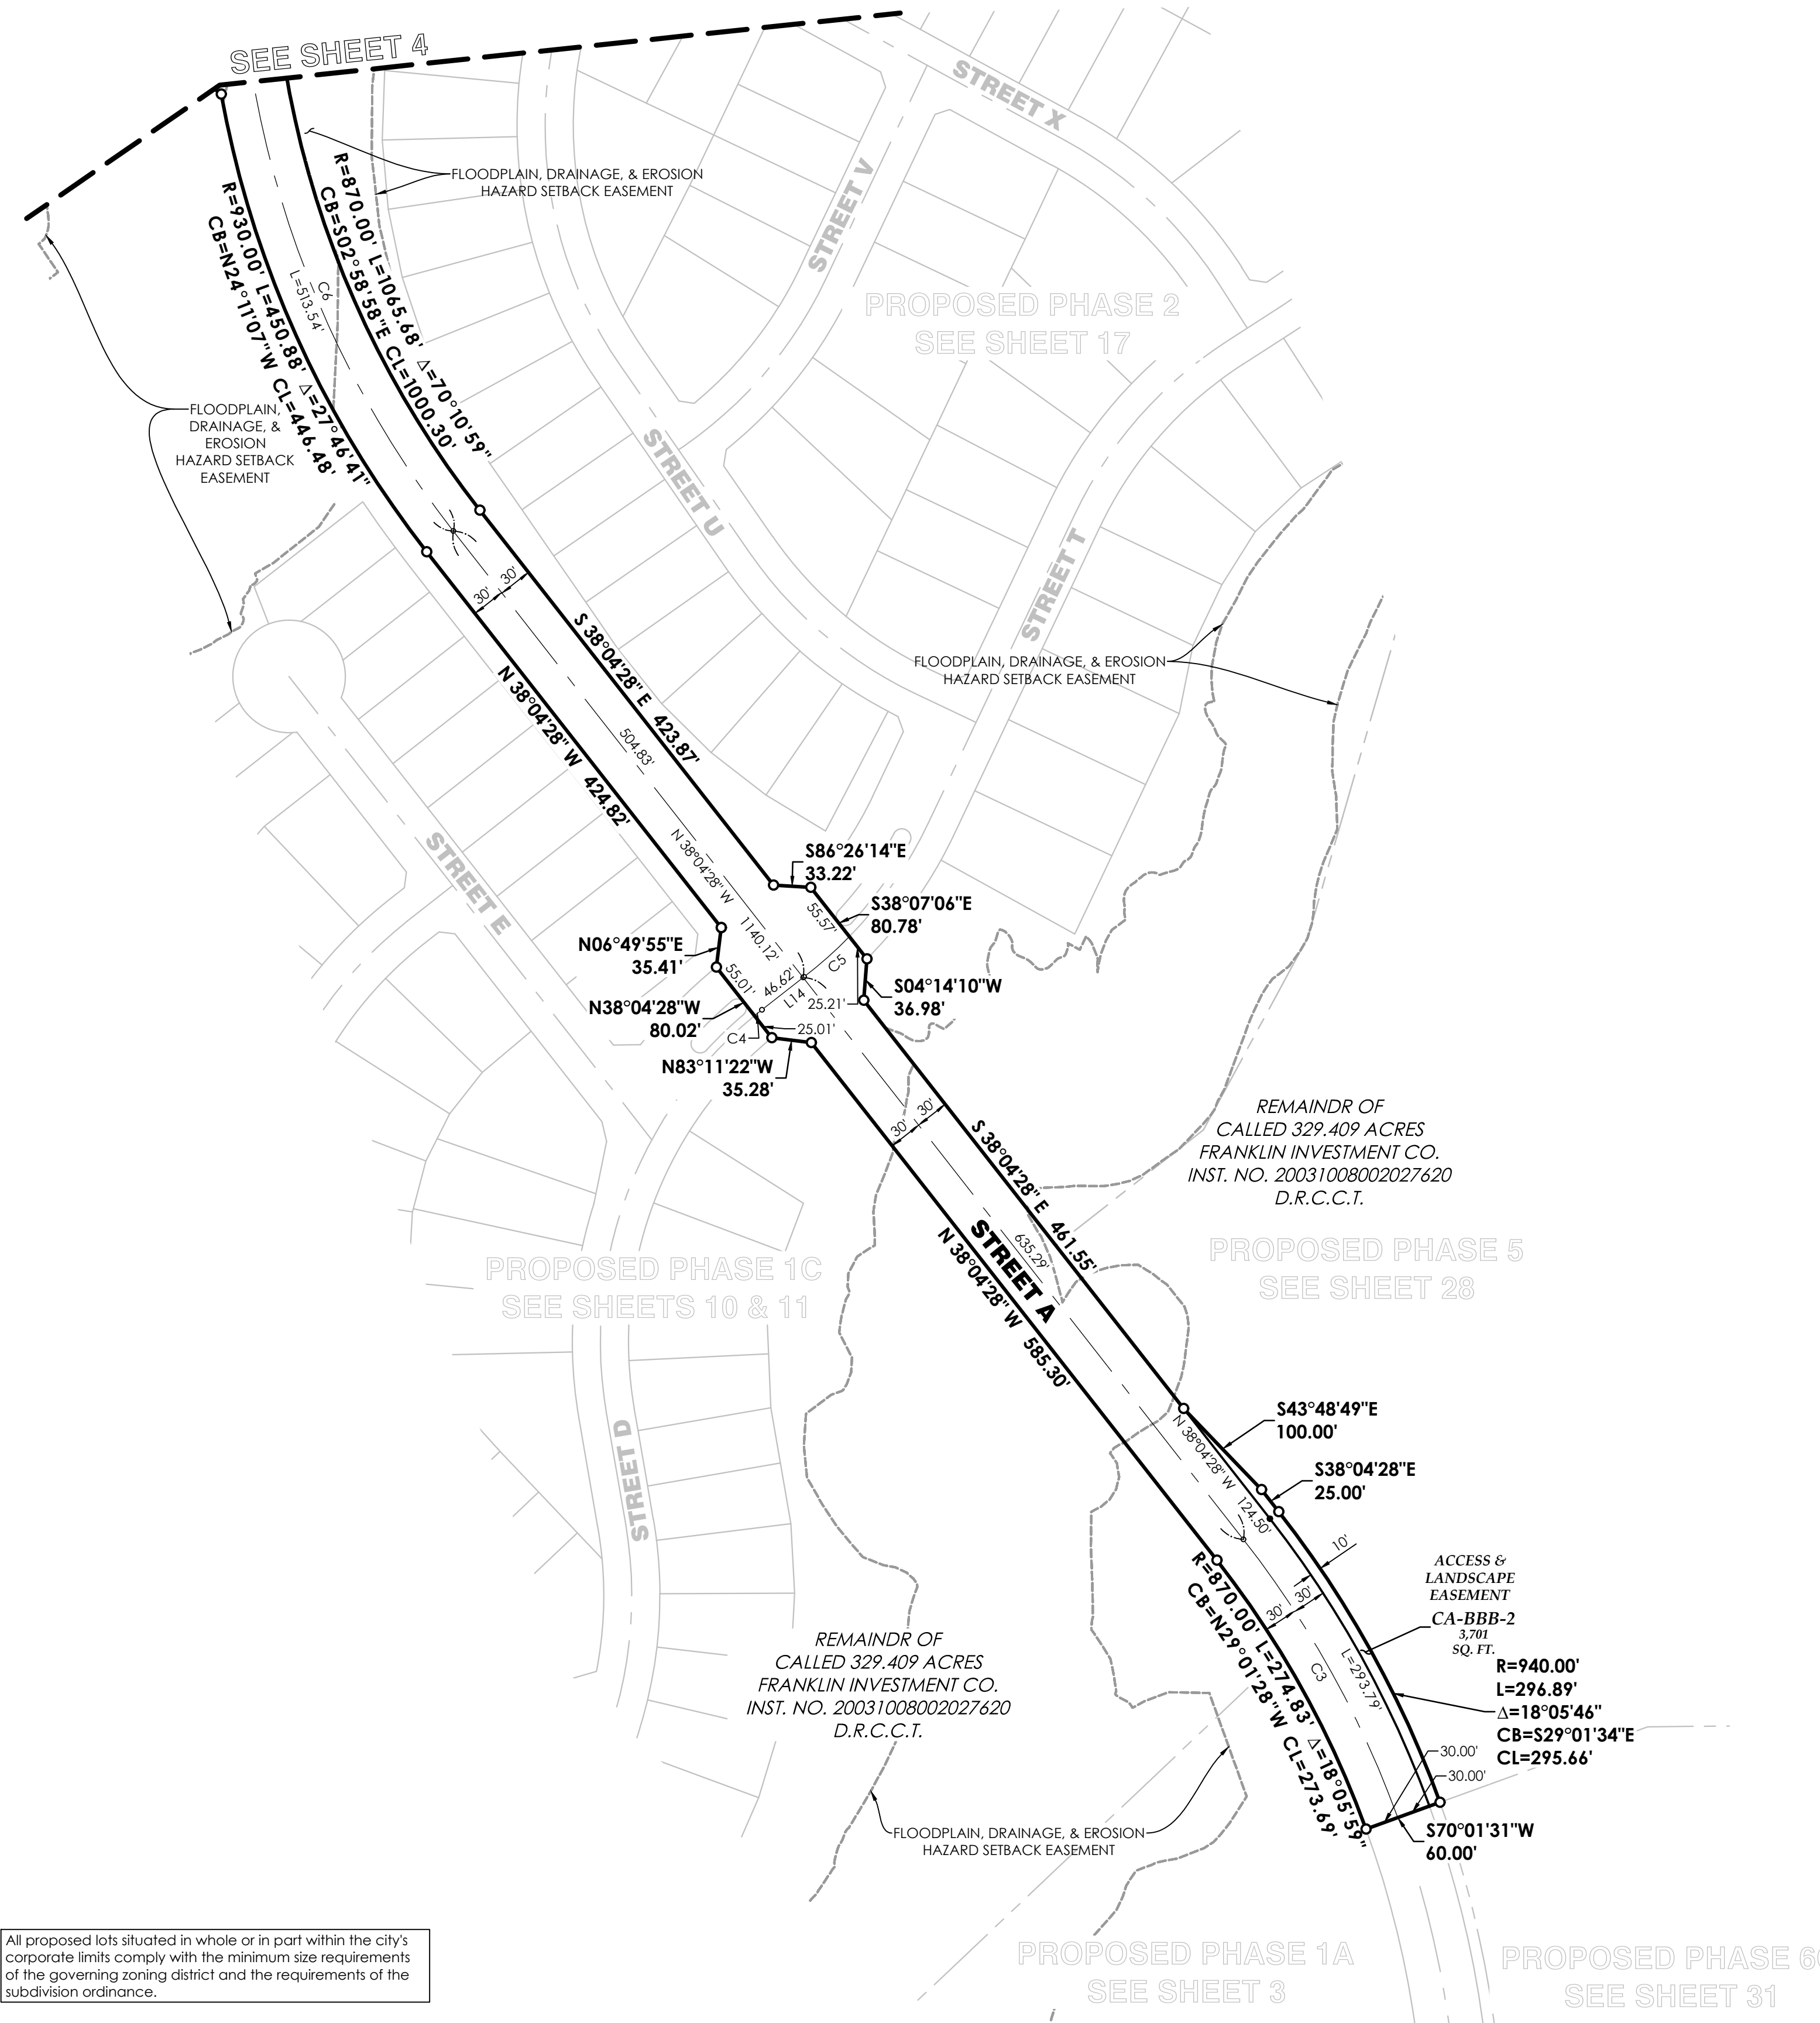 SEE SHEET 4
STREET X
R=870.00' L=1065.68' Δ=70°10'59"
CB=S02°58'58"E CL=1000.30'
FLOODPLAIN, DRAINAGE, & EROSION
HAZARD SETBACK EASEMENT
R=930.00' L=450.88' Δ=27°46'41"
CB=N24°11'07"W CL=446.48'
C6
L=513.54'
STREET V
PROPOSED PHASE 2
SEE SHEET 17
FLOODPLAIN,
DRAINAGE, &
EROSION
HAZARD SETBACK
EASEMENT
STREET U
STREET T
30'
30'
S 38°04'28" E 423.87'
N 38°04'28" W 424.82'
FLOODPLAIN, DRAINAGE, & EROSION
HAZARD SETBACK EASEMENT
504.83'
N 38°04'28" W 1140.12'
STREET E
S86°26'14"E
33.22'
55.57'
S38°07'06"E
80.78'
N06°49'55"E
35.41'
55.01'
46.62'
L14
C5
25.21'
S04°14'10"W
36.98'
N38°04'28"W
80.02'
C4
25.01'
N83°11'22"W
35.28'
30'
30'
REMAINDR OF
CALLED 329.409 ACRES
FRANKLIN INVESTMENT CO.
INST. NO. 20031008002027620
D.R.C.C.T.
S 38°04'28" E 461.55'
STREET A
635.29'
N 38°04'28" W 585.30'
PROPOSED PHASE 5
SEE SHEET 28
PROPOSED PHASE 1C
SEE SHEETS 10 & 11
STREET D
S43°48'49"E
100.00'
N 38°04'28" W 124.50'
S38°04'28"E
25.00'
10'
ACCESS &
LANDSCAPE
EASEMENT
CA-BBB-2
3,701
SQ. FT.
30'
30'
R=870.00' L=274.83' Δ=18°05'59"
CB=N29°01'28"W CL=273.69'
C3
L=293.79'
R=940.00'
L=296.89'
Δ=18°05'46"
CB=S29°01'34"E
CL=295.66'
REMAINDR OF
CALLED 329.409 ACRES
FRANKLIN INVESTMENT CO.
INST. NO. 20031008002027620
D.R.C.C.T.
30.00'
30.00'
S70°01'31"W
60.00'
FLOODPLAIN, DRAINAGE, & EROSION
HAZARD SETBACK EASEMENT
All proposed lots situated in whole or in part within the city's
corporate limits comply with the minimum size requirements
of the governing zoning district and the requirements of the
subdivision ordinance.
PROPOSED PHASE 1A
SEE SHEET 3
PROPOSED PHASE
SEE SHEET 31